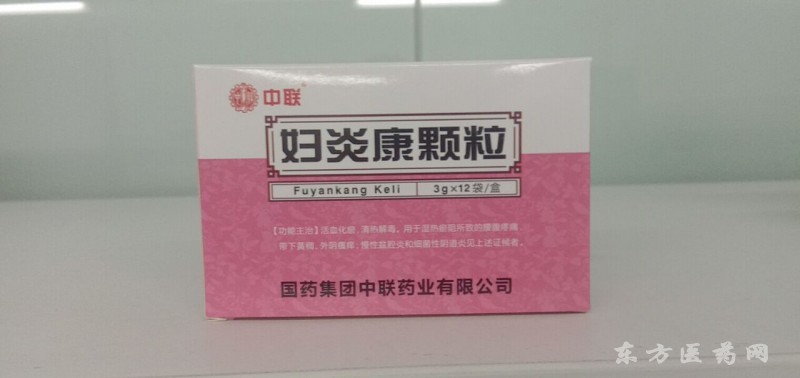 中联
妇炎康颗粒
Fuyankang Keli 3g×12袋/盒
【功能主治】活血化瘀，清热解毒。用于湿热瘀阻所致的腰腹疼痛、
带下黄稠、外阴瘙痒，慢性盆腔炎和细菌性阴道炎见上述证候者。
国药集团中联药业有限公司
东方医药网